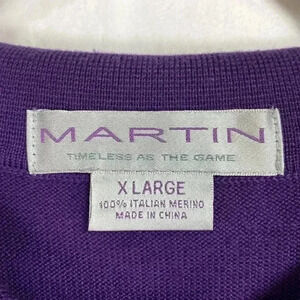 MARTIN
TIMELESS AS THE GAME
X LARGE
100% ITALIAN MERINO
MADE IN CHINA